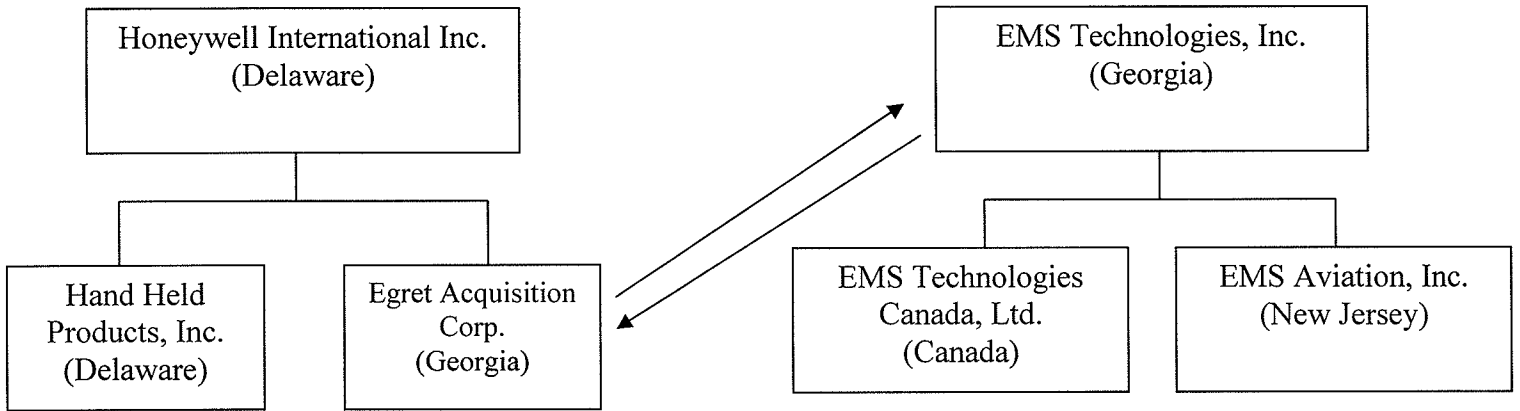 Honeywell International Inc.
(Delaware)
EMS Technologies, Inc.
(Georgia)
Hand Held
Products, Inc.
(Delaware)
Egret Acquisition
Corp.
(Georgia)
EMS Technologies
Canada, Ltd.
(Canada)
EMS Aviation, Inc.
(New Jersey)